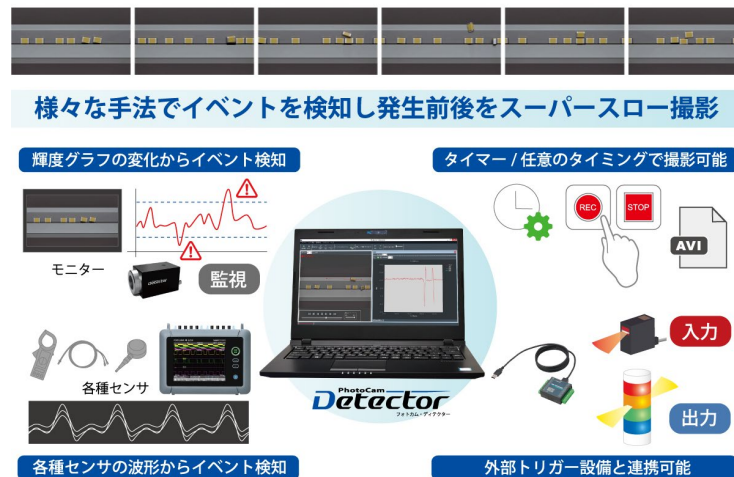 様々な手法でイベントを検知し発生前後をスーパースロー撮影
輝度グラフの変化からイベント検知
タイマー / 任意のタイミングで撮影可能
REC
STOP
AVI
モニター
監視
入力
各種センサ
PhotoCam
Detector
フォトカム・ディテクター
出力
各種センサの波形からイベント検知
外部トリガー設備と連携可能